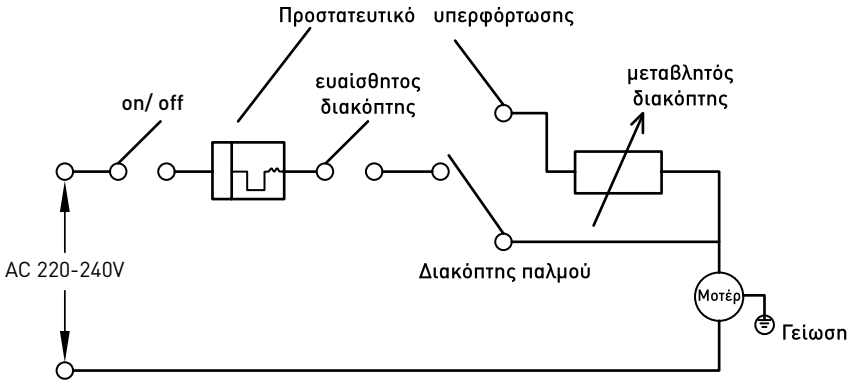 Προστατευτικό υπερφόρτωσης
μεταβλητός
διακόπτης
ευαίσθητος
διακόπτης
on/ off
AC 220-240V
Διακόπτης παλμού
Μοτέρ
Γείωση